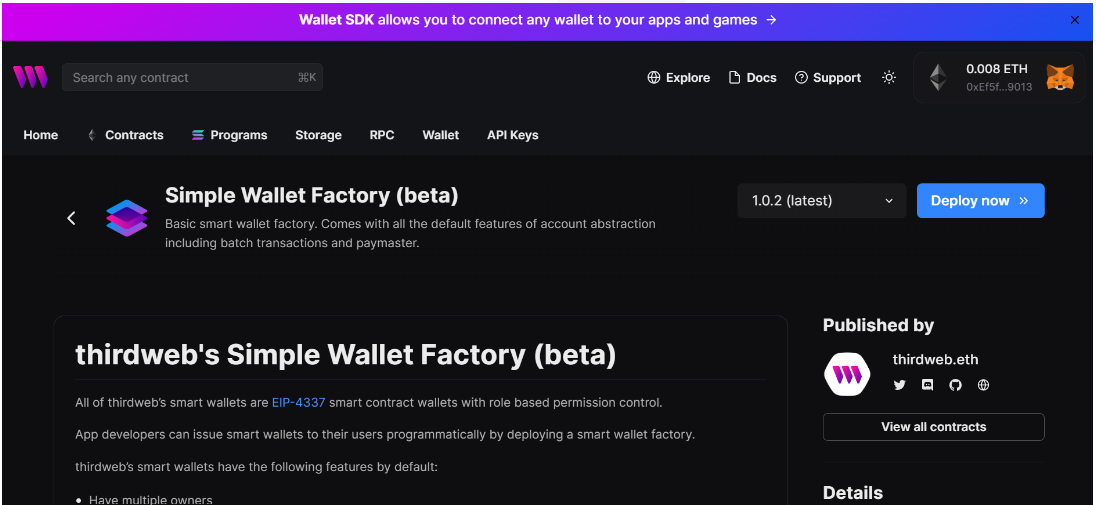 Wallet SDK allows you to connect any wallet to your apps and games →
Search any contract ⌘K
Explore Docs Support
0.008 ETH
0xEf5f...9013
Home Contracts Programs Storage RPC Wallet API Keys
Simple Wallet Factory (beta)
Basic smart wallet factory. Comes with all the default features of account abstraction
including batch transactions and paymaster.
1.0.2 (latest)
Deploy now »
thirdweb's Simple Wallet Factory (beta)
All of thirdweb’s smart wallets are EIP-4337 smart contract wallets with role based permission control.
App developers can issue smart wallets to their users programmatically by deploying a smart wallet factory.
thirdweb’s smart wallets have the following features by default:
• Have multiple owners
Published by
thirdweb.eth
View all contracts
Details